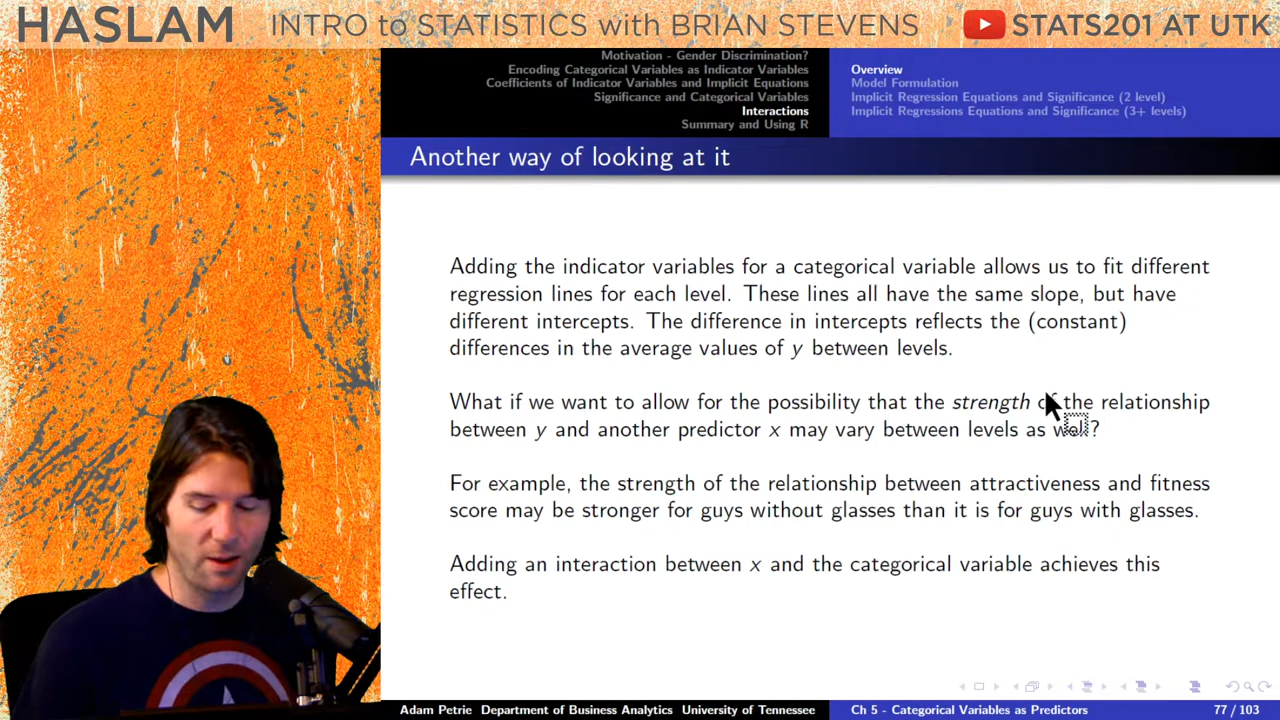 HASLAM INTRO to STATISTICS with BRIAN STEVENS STATS201 AT UTK
Motivation - Gender Discrimination?
Encoding Categorical Variables as Indicator Variables
Coefficients of Indicator Variables and Implicit Equations
Significance and Categorical Variables
Interactions
Summary and Using R
Overview
Model Formulation
Implicit Regression Equations and Significance (2 level)
Implicit Regressions Equations and Significance (3+ levels)
Another way of looking at it
Adding the indicator variables for a categorical variable allows us to fit different
regression lines for each level. These lines all have the same slope, but have
different intercepts. The difference in intercepts reflects the (constant)
differences in the average values of y between levels.
What if we want to allow for the possibility that the strength of the relationship
between y and another predictor x may vary between levels as well?
For example, the strength of the relationship between attractiveness and fitness
score may be stronger for guys without glasses than it is for guys with glasses.
Adding an interaction between x and the categorical variable achieves this
effect.
Adam Petrie Department of Business Analytics University of Tennessee Ch 5 - Categorical Variables as Predictors 77 / 103